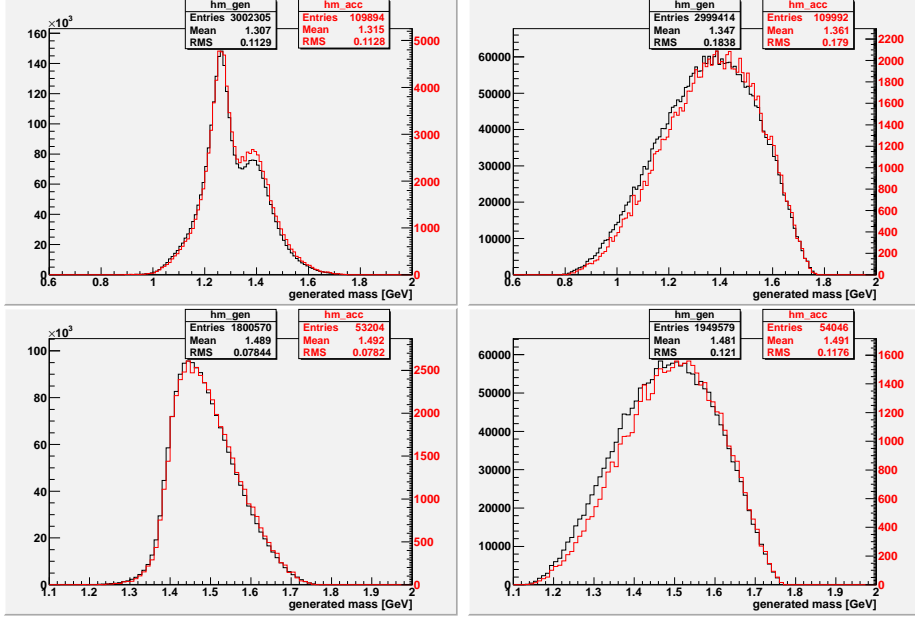 hm_gen
Entries 3002305
Mean 1.307
RMS 0.1129
hm_acc
Entries 109894
Mean 1.315
RMS 0.1128
×10³
160
140
120
100
80
60
40
20
0
5000
4000
3000
2000
1000
0
0.6 0.8 1 1.2 1.4 1.6 1.8 2
generated mass [GeV]
hm_gen
Entries 2999414
Mean 1.347
RMS 0.1838
hm_acc
Entries 109992
Mean 1.361
RMS 0.179
60000
50000
40000
30000
20000
10000
0
2200
2000
1800
1600
1400
1200
1000
800
600
400
200
0
0.6 0.8 1 1.2 1.4 1.6 1.8 2
generated mass [GeV]
hm_gen
Entries 1800570
Mean 1.489
RMS 0.07844
hm_acc
Entries 53204
Mean 1.492
RMS 0.0782
×10³
100
80
60
40
20
0
2500
2000
1500
1000
500
0
1.1 1.2 1.3 1.4 1.5 1.6 1.7 1.8 1.9 2
generated mass [GeV]
hm_gen
Entries 1949579
Mean 1.481
RMS 0.121
hm_acc
Entries 54046
Mean 1.491
RMS 0.1176
60000
50000
40000
30000
20000
10000
0
1600
1400
1200
1000
800
600
400
200
0
1.1 1.2 1.3 1.4 1.5 1.6 1.7 1.8 1.9 2
generated mass [GeV]